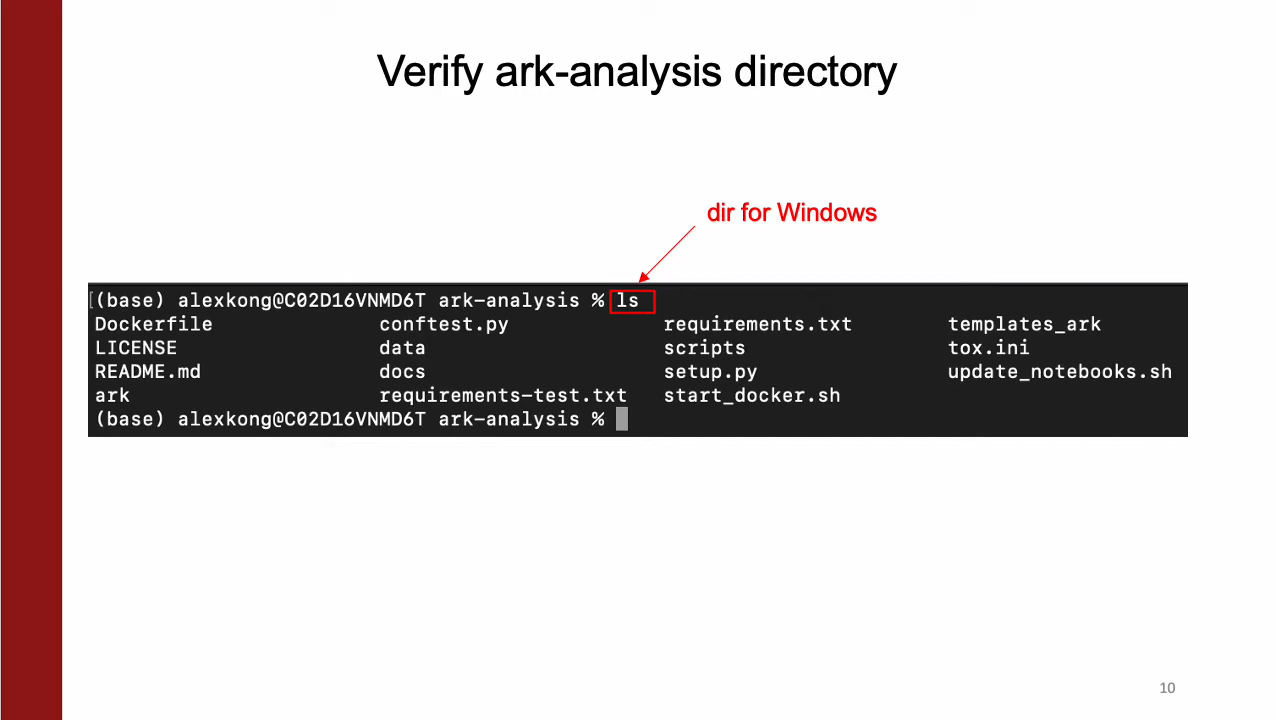 Verify ark-analysis directory
dir for Windows
[(base) alexkong@C02D16VNMD6T ark-analysis % ls
Dockerfile conftest.py requirements.txt templates_ark
LICENSE data scripts tox.ini
README.md docs setup.py update_notebooks.sh
ark requirements-test.txt start_docker.sh
(base) alexkong@C02D16VNMD6T ark-analysis %
10